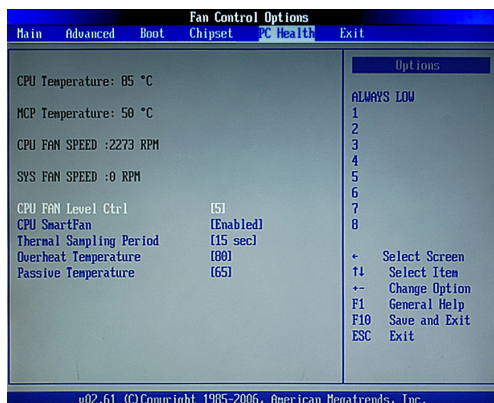 Fan Control Options
Main Advanced Boot Chipset PC Health Exit
CPU Temperature: 85 °C
MCP Temperature: 50 °C
CPU FAN SPEED :2273 RPM
SYS FAN SPEED :0 RPM
CPU FAN Level Ctrl [5]
CPU SmartFan [Enabled]
Thermal Sampling Period [15 sec]
Overheat Temperature [80]
Passive Temperature [65]
Options
ALWAYS LOW
1
2
3
4
5
6
7
8
← Select Screen
↑↓ Select Item
+- Change Option
F1 General Help
F10 Save and Exit
ESC Exit
v02.61 (C)Copyright 1985-2006, American Megatrends, Inc.